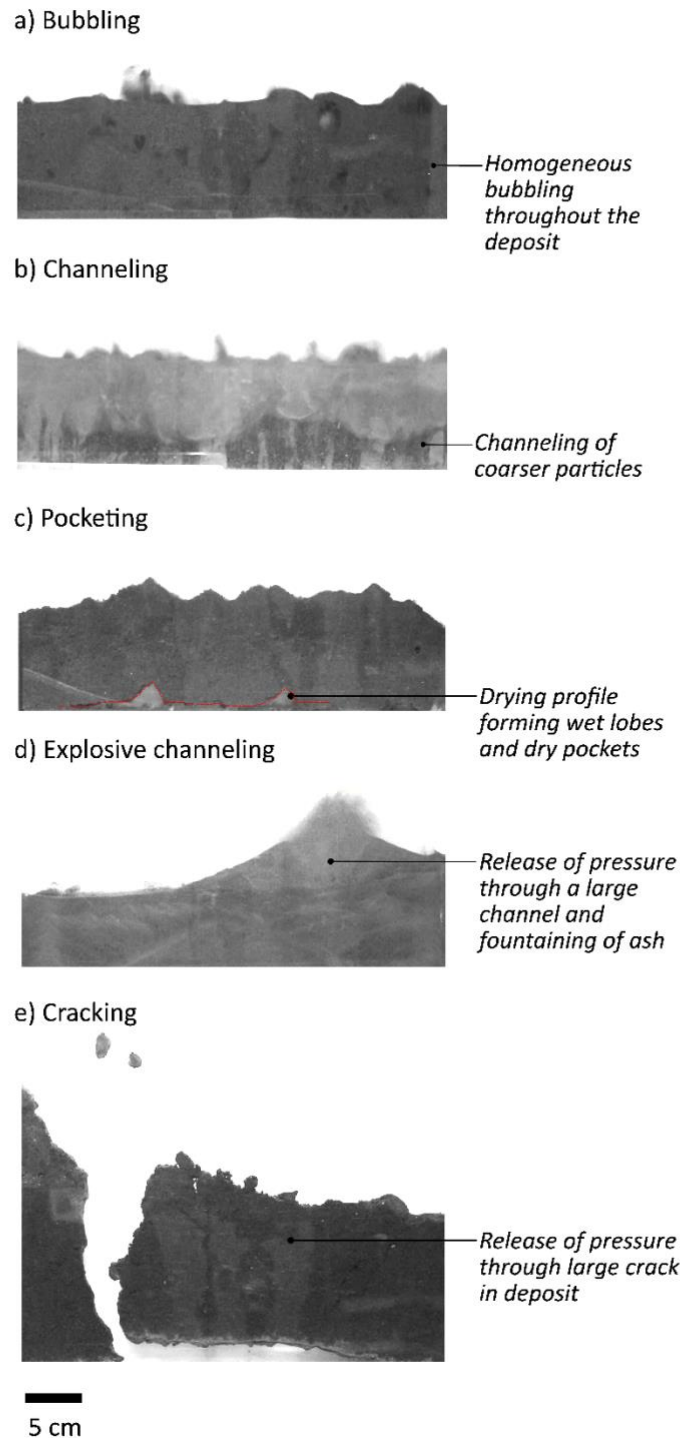 a) Bubbling
Homogeneous
bubbling
throughout the
deposit
b) Channeling
Channeling of
coarser particles
c) Pocketing
Drying profile
forming wet lobes
and dry pockets
d) Explosive channeling
Release of pressure
through a large
channel and
fountaining of ash
e) Cracking
Release of pressure
through large crack
in deposit
5 cm